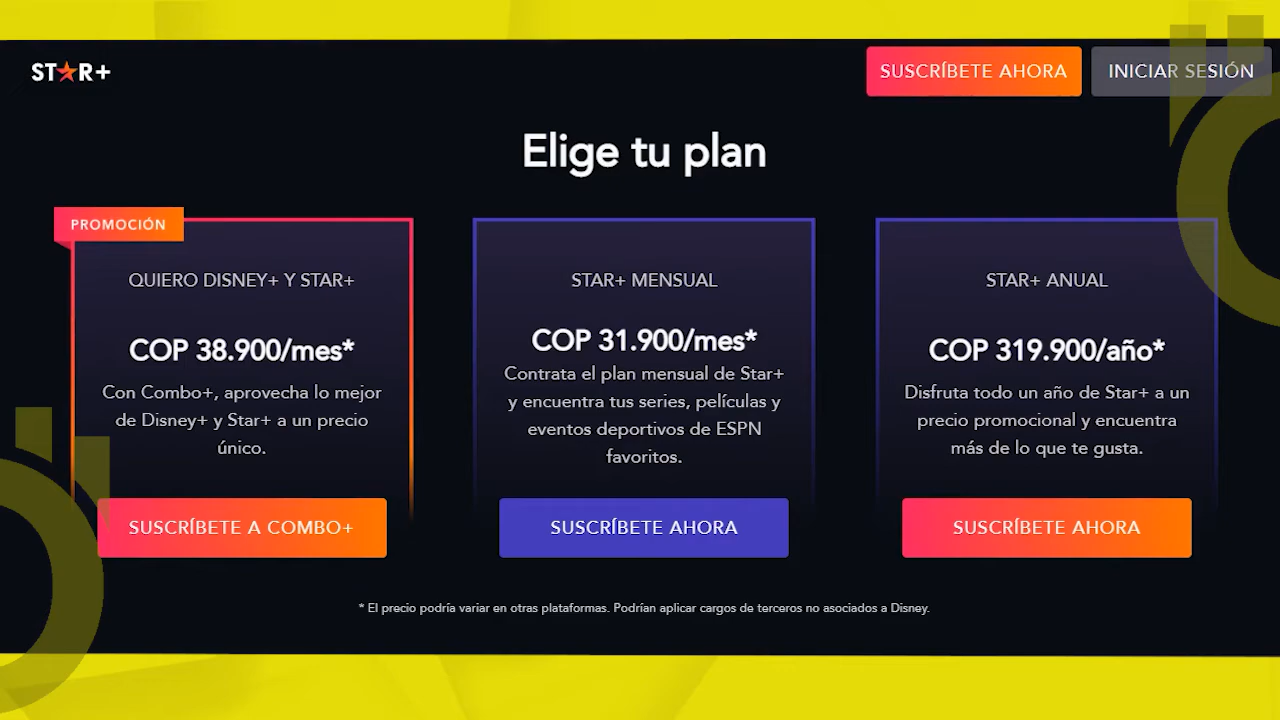 ST★R+
SUSCRÍBETE AHORA
INICIAR SESIÓN
Elige tu plan
PROMOCIÓN
QUIERO DISNEY+ Y STAR+
COP 38.900/mes*
Con Combo+, aprovecha lo mejor
de Disney+ y Star+ a un precio
único.
SUSCRÍBETE A COMBO+
STAR+ MENSUAL
COP 31.900/mes*
Contrata el plan mensual de Star+
y encuentra tus series, películas y
eventos deportivos de ESPN
favoritos.
SUSCRÍBETE AHORA
STAR+ ANUAL
COP 319.900/año*
Disfruta todo un año de Star+ a un
precio promocional y encuentra
más de lo que te gusta.
SUSCRÍBETE AHORA
* El precio podría variar en otras plataformas. Podrían aplicar cargos de terceros no asociados a Disney.